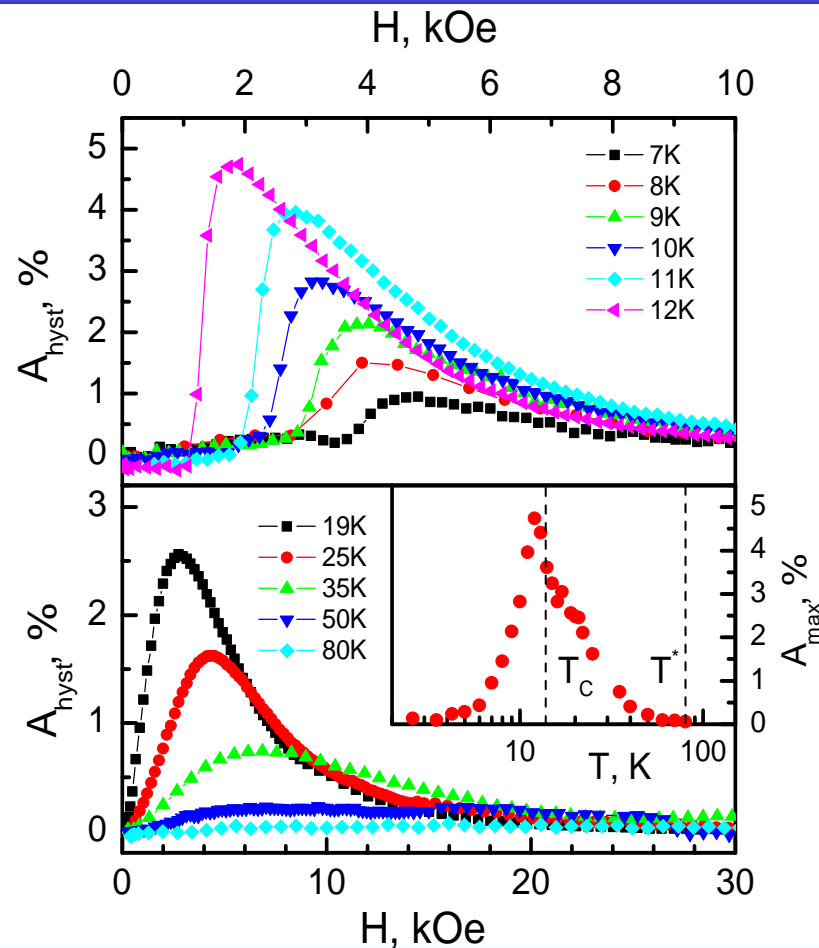 H, kOe
0 2 4 6 8 10
5
4
3
2
1
0
A_hyst, %
7K
8K
9K
10K
11K
12K
3
2
1
0
A_hyst, %
19K
25K
35K
50K
80K
5
4
3
2
1
0
A_max, %
T_C T^*
10 100
T, K
0 10 20 30
H, kOe